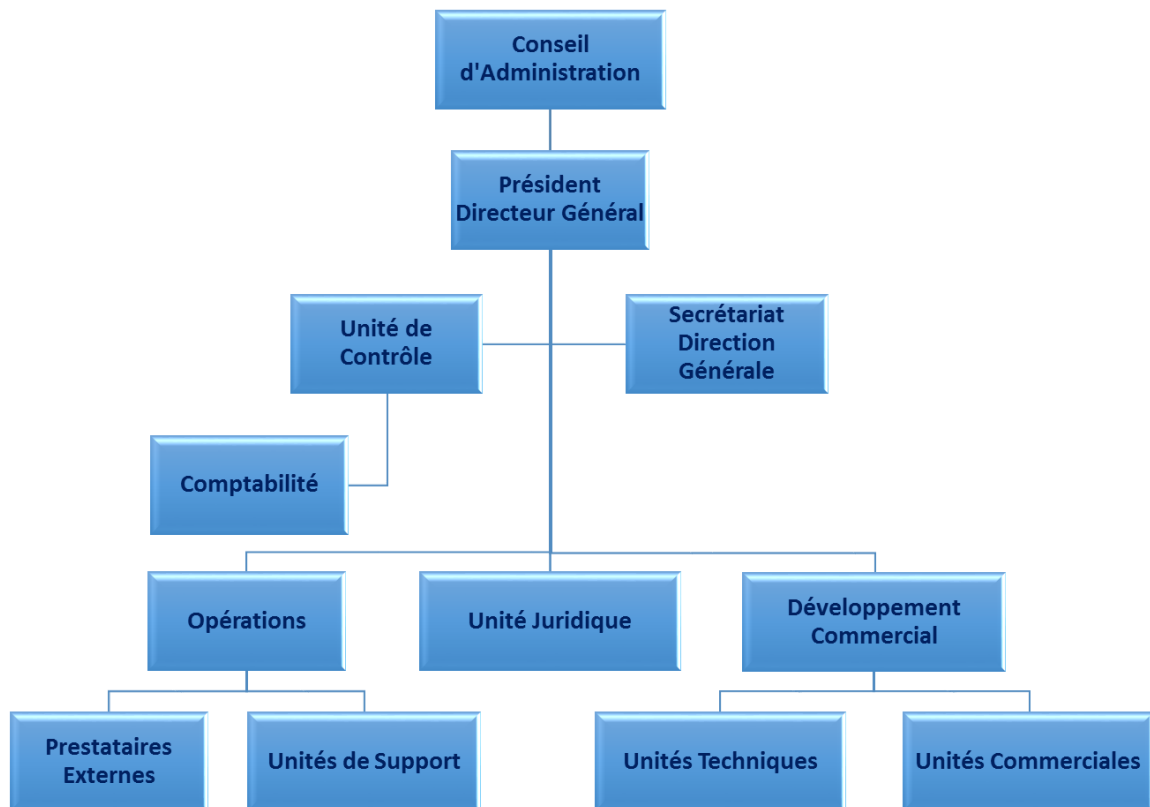 Conseil
d'Administration
Président
Directeur Général
Unité de
Contrôle
Secrétariat
Direction
Générale
Comptabilité
Opérations
Unité Juridique
Développement
Commercial
Prestataires
Externes
Unités de Support
Unités Techniques
Unités Commerciales